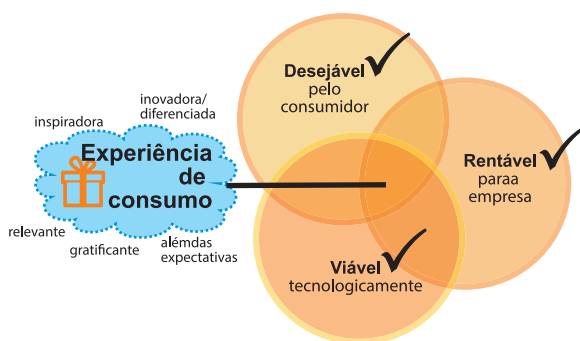 inovadora/
diferenciada
inspiradora
Experiência
de
consumo
relevante
gratificante
alémdas
expectativas
Desejável
pelo
consumidor
Rentável
paraa
empresa
Viável
tecnologicamente